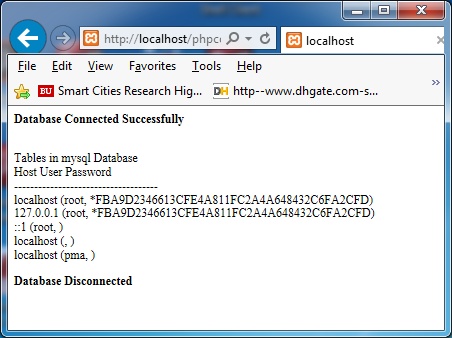 http://localhost/phpc
localhost
File Edit View Favorites Tools Help
BU Smart Cities Research Hig... DH http--www.dhgate.com-s...
Database Connected Successfully
Tables in mysql Database
Host User Password
------------------------------------
localhost (root, *FBA9D2346613CFE4A811FC2A4A648432C6FA2CFD)
127.0.0.1 (root, *FBA9D2346613CFE4A811FC2A4A648432C6FA2CFD)
::1 (root, )
localhost (, )
localhost (pma, )
Database Disconnected